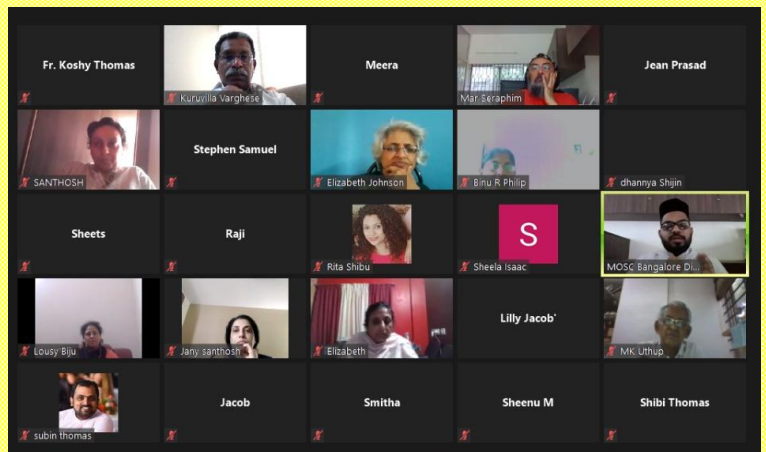 Fr. Koshy Thomas
Kuruvilla Varghese
Meera
Mar Seraphim
Jean Prasad
SANTHOSH
Stephen Samuel
Elizabeth Johnson
Binu R Philip
dhannya Shijin
Sheets
Raji
Rita Shibu
S
Sheela Isaac
MOSC Bangalore Di...
Lousy Biju
Jany santhosh
Elizabeth
Lilly Jacob'
MK Uthup
subin thomas
Jacob
Smitha
Sheenu M
Shibi Thomas